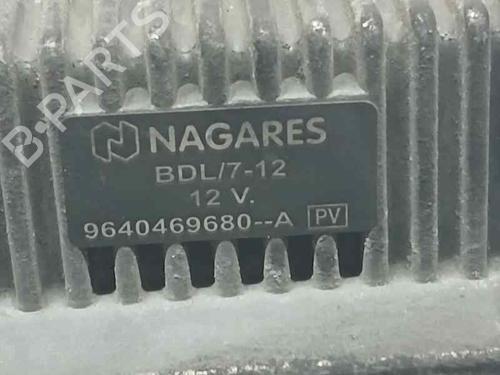 B-PARTS
NAGARES
BDL/7-12
12 V.
9640469680--A PV